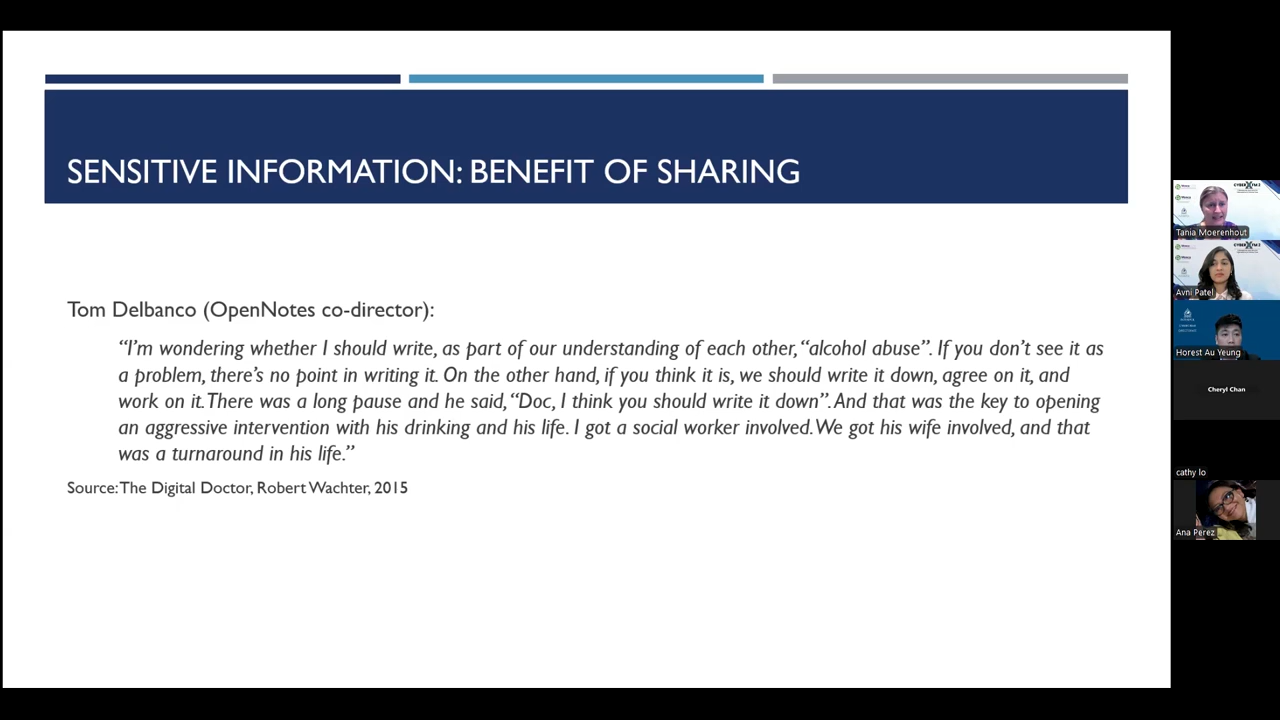 SENSITIVE INFORMATION: BENEFIT OF SHARING
Tom Delbanco (OpenNotes co-director):
“I’m wondering whether I should write, as part of our understanding of each other, “alcohol abuse”. If you don’t see it as
a problem, there’s no point in writing it. On the other hand, if you think it is, we should write it down, agree on it, and
work on it. There was a long pause and he said, “Doc, I think you should write it down”. And that was the key to opening
an aggressive intervention with his drinking and his life. I got a social worker involved. We got his wife involved, and that
was a turnaround in his life.”
Source: The Digital Doctor, Robert Wachter, 2015
Tania Moerenhout
Avni Patel
Horest Au Yeung
Cheryl Chan
cathy lo
Ana Perez